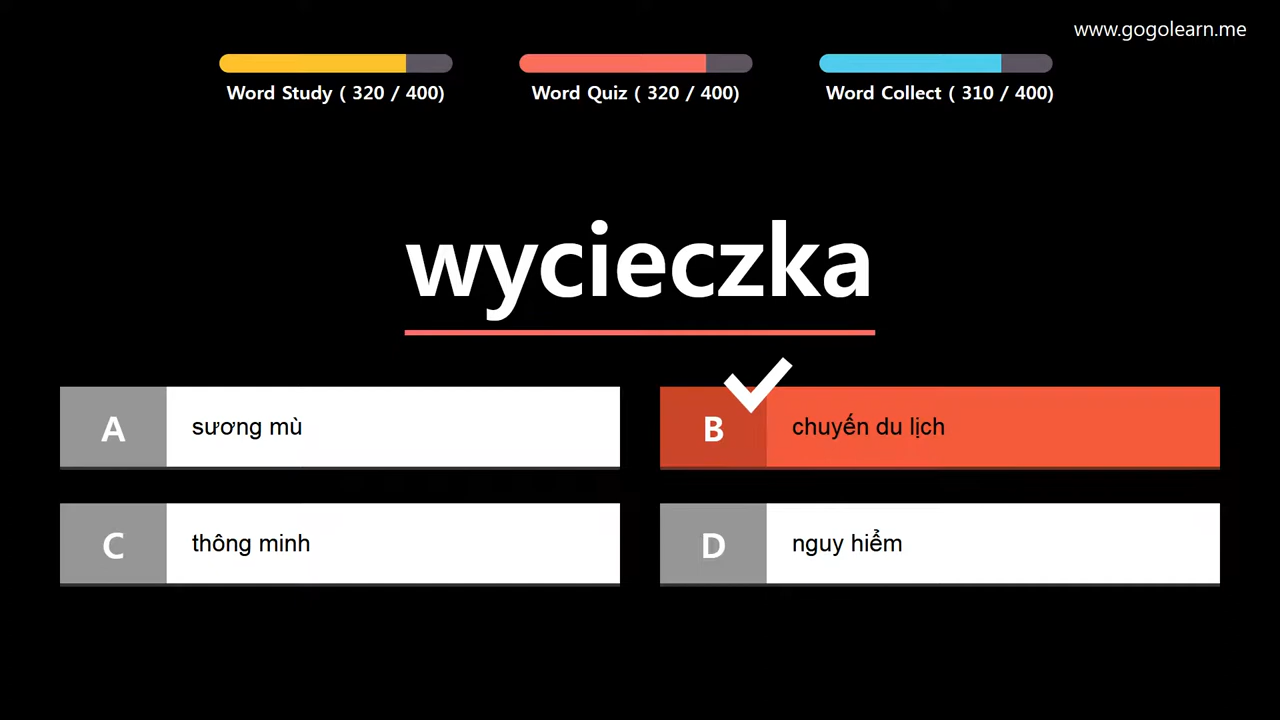 www.gogolearn.me
Word Study ( 320 / 400)
Word Quiz ( 320 / 400)
Word Collect ( 310 / 400)
wycieczka
A sương mù
B chuyến du lịch
C thông minh
D nguy hiểm